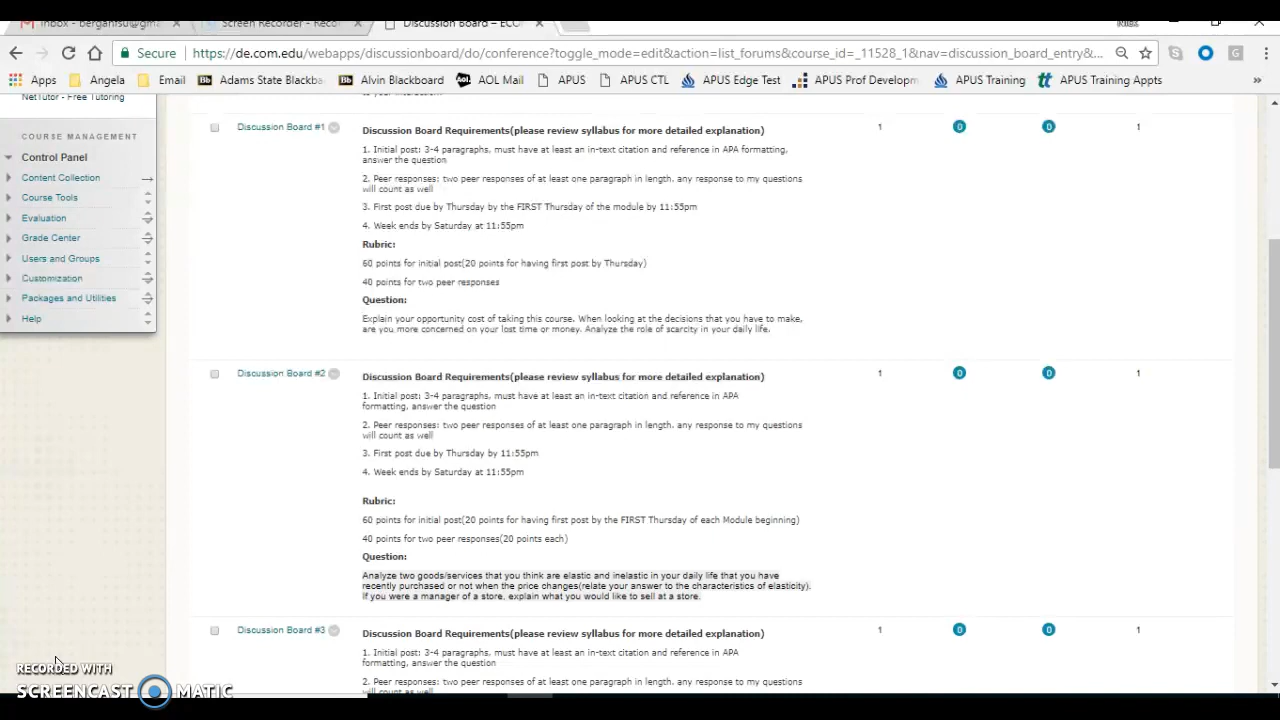 Inbox - bergansu@gm
Screen Recorder - Reco
Discussion Board – ECO
Secure
https://de.com.edu/webapps/discussionboard/do/conference?toggle_mode=edit&action=list_forums&course_id=_11528_1&nav=discussion_board_entry&...
Apps
Angela
Email
Bb Adams State Blackba
Bb Alvin Blackboard
Aol. AOL Mail
APUS
APUS CTL
APUS Edge Test
APUS Prof Developm
APUS Training
APUS Training Apps
»
NetTutor - Free Tutoring
COURSE MANAGEMENT
Control Panel
Content Collection
Course Tools
Evaluation
Grade Center
Users and Groups
Customization
Packages and Utilities
Help
Discussion Board #1
Discussion Board Requirements(please review syllabus for more detailed explanation)
1 0 0 1
1. Initial post: 3-4 paragraphs, must have at least an in-text citation and reference in APA formatting,
answer the question
2. Peer responses: two peer responses of at least one paragraph in length. any response to my questions
will count as well
3. First post due by Thursday by the FIRST Thursday of the module by 11:55pm
4. Week ends by Saturday at 11:55pm
Rubric:
60 points for initial post(20 points for having first post by Thursday)
40 points for two peer responses
Question:
Explain your opportunity cost of taking this course. When looking at the decisions that you have to make,
are you more concerned on your lost time or money. Analyze the role of scarcity in your daily life.
Discussion Board #2
Discussion Board Requirements(please review syllabus for more detailed explanation)
1 0 0 1
1. Initial post: 3-4 paragraphs, must have at least an in-text citation and reference in APA
formatting, answer the question
2. Peer responses: two peer responses of at least one paragraph in length. any response to my questions
will count as well
3. First post due by Thursday by 11:55pm
4. Week ends by Saturday at 11:55pm
Rubric:
60 points for initial post(20 points for having first post by the FIRST Thursday of each Module beginning)
40 points for two peer responses(20 points each)
Question:
Analyze two goods/services that you think are elastic and inelastic in your daily life that you have
recently purchased or not when the price changes(relate your answer to the characteristics of elasticity).
If you were a manager of a store, explain what you would like to sell at a store.
Discussion Board #3
Discussion Board Requirements(please review syllabus for more detailed explanation)
1 0 0 1
1. Initial post: 3-4 paragraphs, must have at least an in-text citation and reference in APA
formatting, answer the question
2. Peer responses: two peer responses of at least one paragraph in length. any response to my questions
will count as well
RECORDED WITH
SCREENCAST MATIC